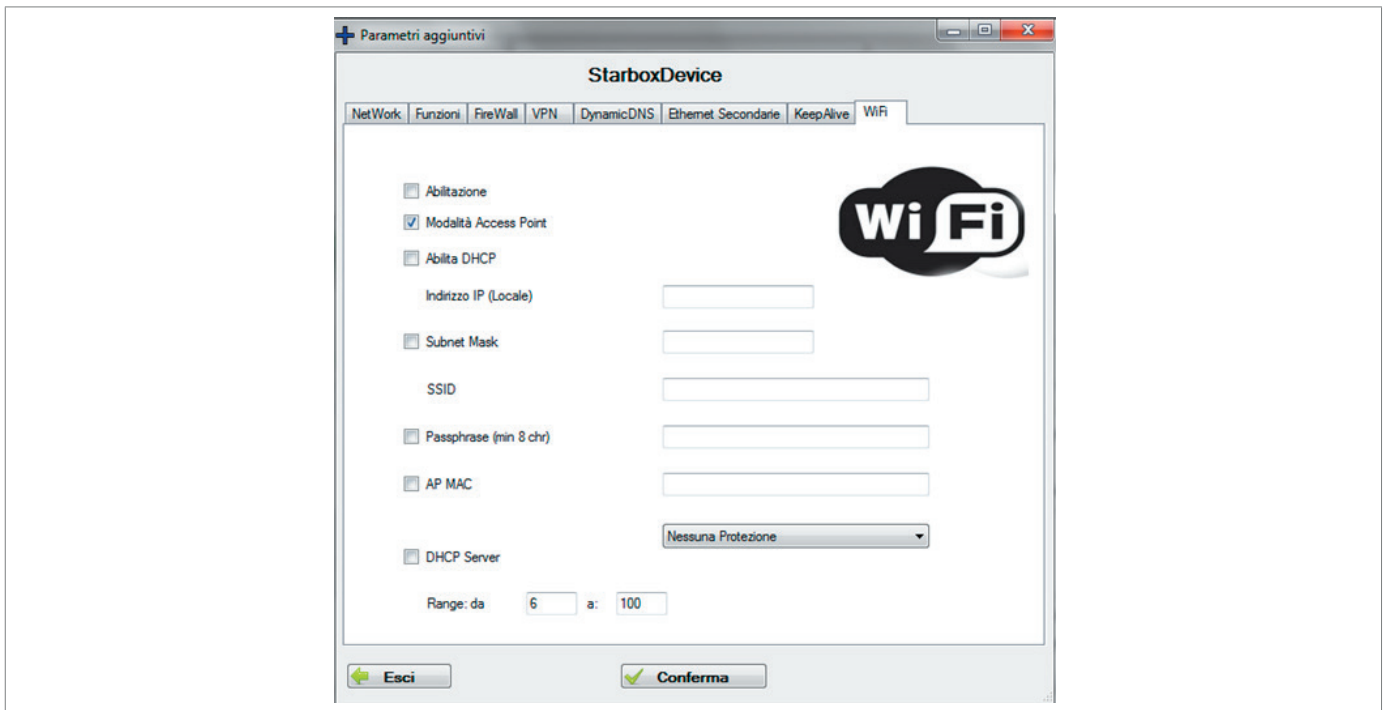 Parametri aggiuntivi
X
StarboxDevice
NetWork Funzioni FireWall VPN DynamicDNS Ethernet Secondarie KeepAlive WiFi
Abilitazione
Modalità Access Point
Wi Fi
Abilita DHCP
Indirizzo IP (Locale)
Subnet Mask
SSID
Passphrase (min 8 chr)
AP MAC
Nessuna Protezione
DHCP Server
Range: da 6 a: 100
Esci Conferma